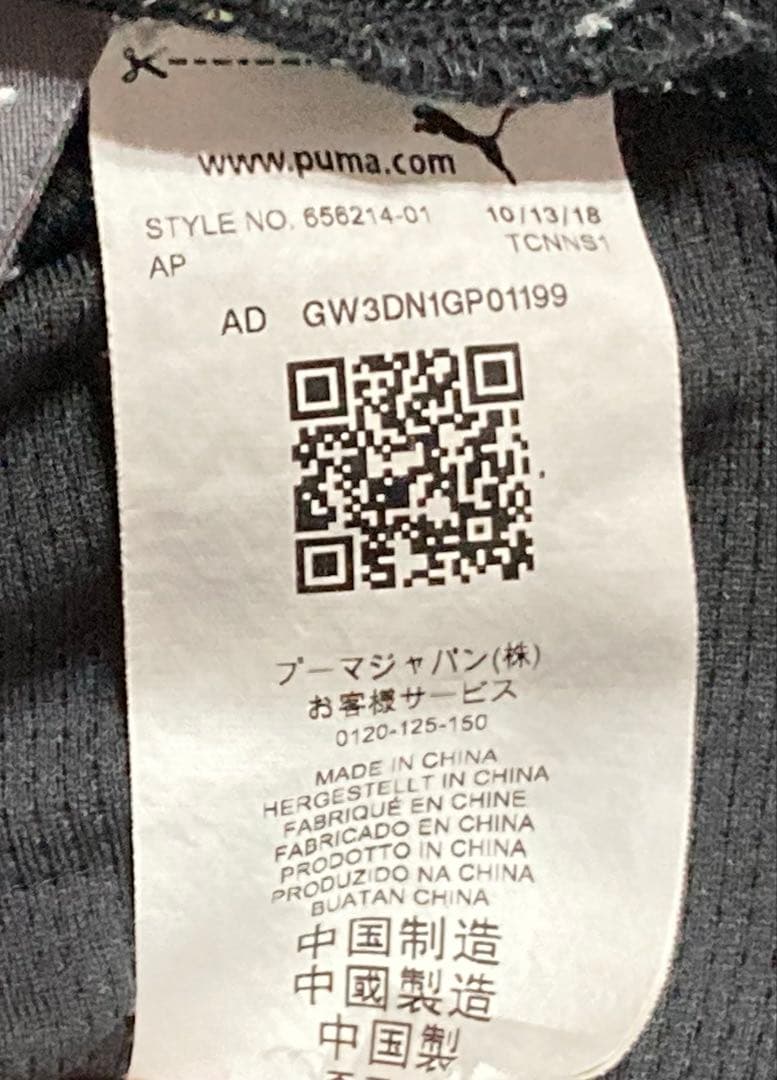 www.puma.com
STYLE NO. 656214-01 10/13/18
AP TCNNS1
AD GW3DN1GP01199
プーマジャパン(株)
お客様サービス
0120-125-150
MADE IN CHINA
HERGESTELLT IN CHINA
FABRIQUÉ EN CHINE
FABRICADO EN CHINA
PRODOTTO IN CHINA
PRODUZIDO NA CHINA
BUATAN CHINA
中国制造
中國製造
中国製